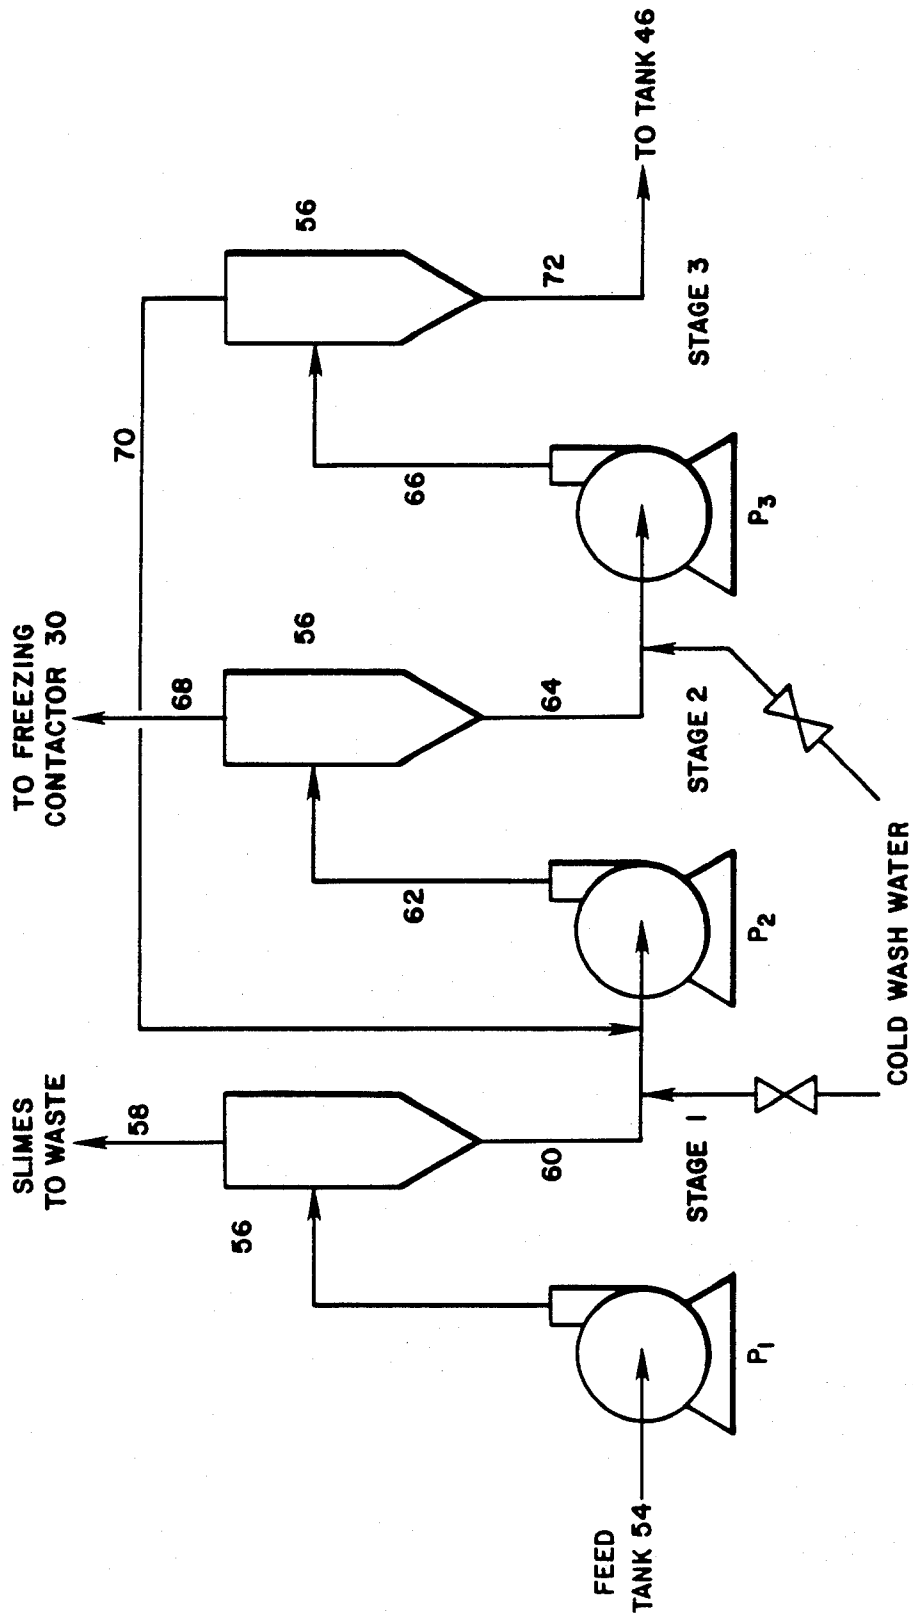 SLIMES
TO WASTE
TO FREEZING
CONTACTOR 30
58
68
70
56
56
56
60
62
64
66
72
FEED
TANK 54
TO TANK 46
P1
P2
P3
STAGE 1
STAGE 2
STAGE 3
COLD WASH WATER